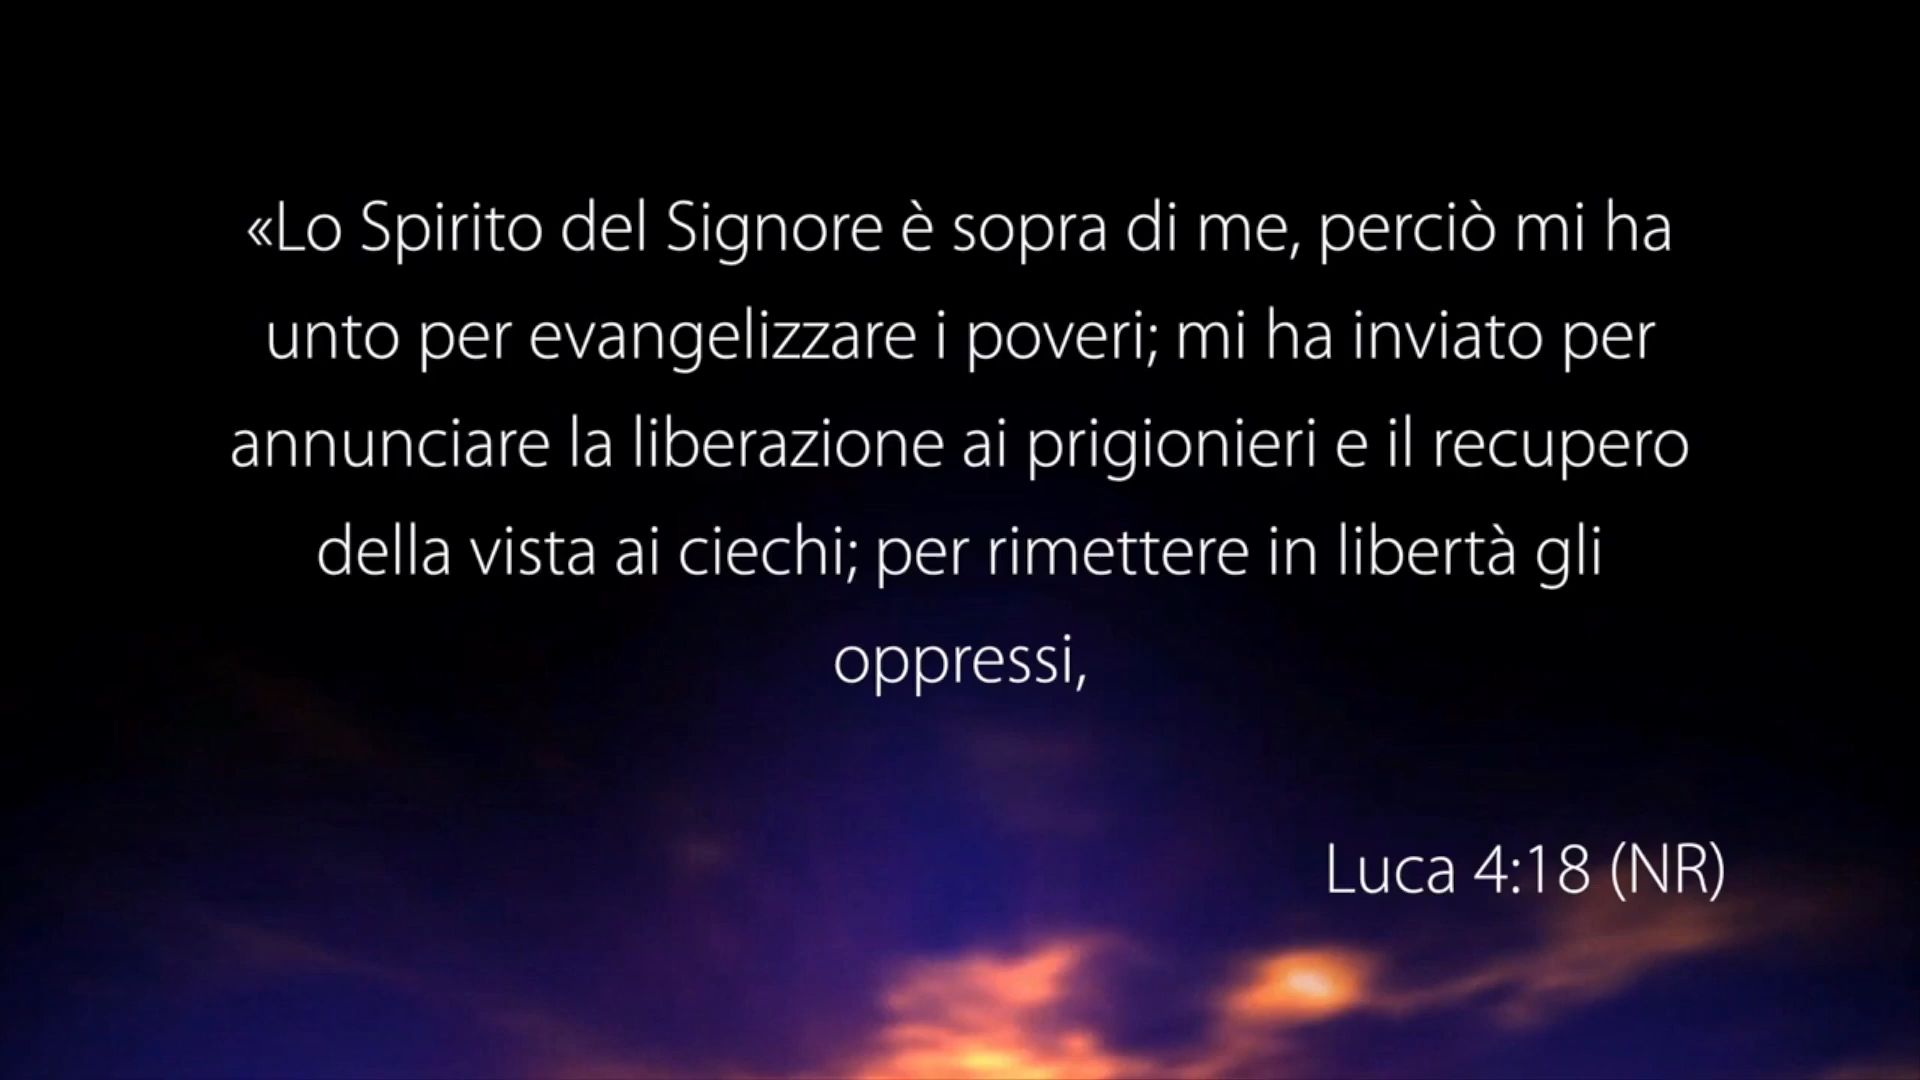 «Lo Spirito del Signore è sopra di me, perciò mi ha
unto per evangelizzare i poveri; mi ha inviato per
annunciare la liberazione ai prigionieri e il recupero
della vista ai ciechi; per rimettere in libertà gli
oppressi,
Luca 4:18 (NR)